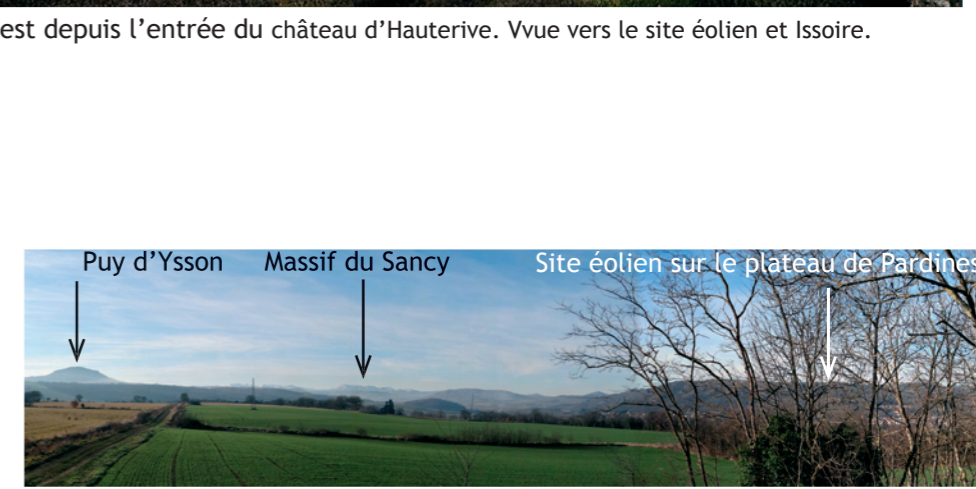 est depuis l’entrée du château d’Hauterive. Vvue vers le site éolien et Issoire.
Puy d’Ysson Massif du Sancy Site éolien sur le plateau de Pardines